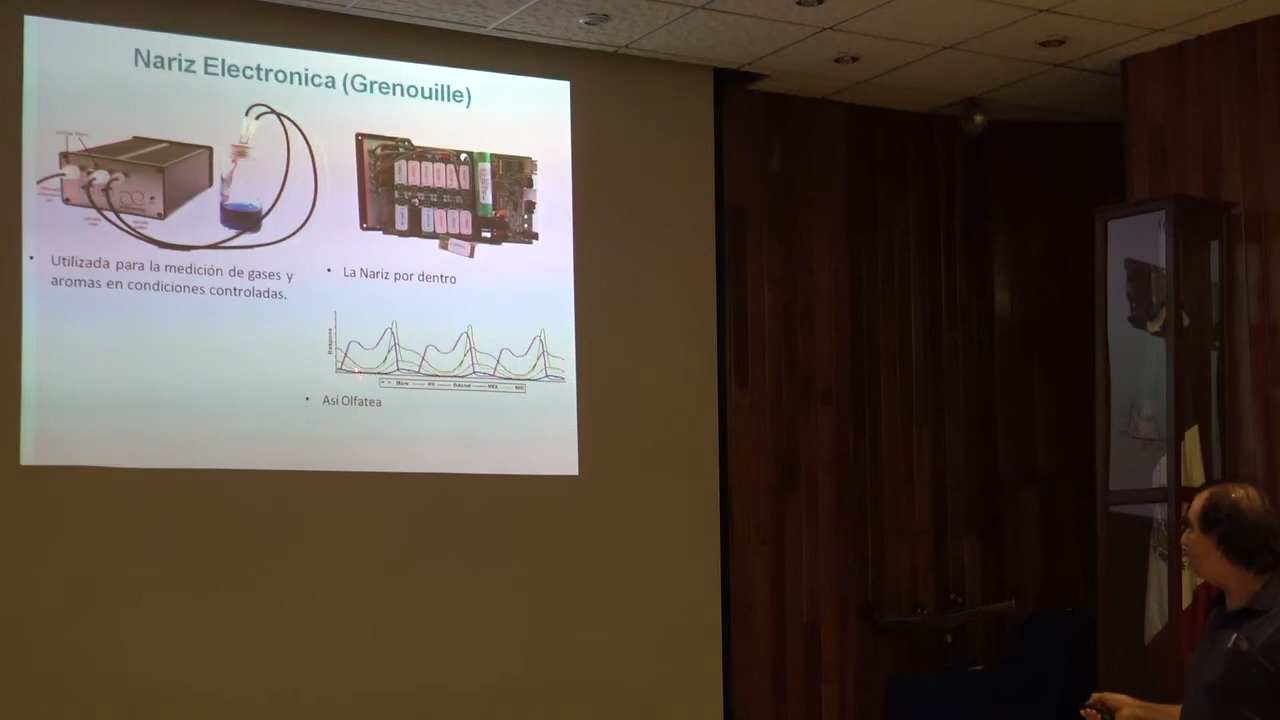 Nariz Electronica (Grenouille)
• Utilizada para la medición de gases y
aromas en condiciones controladas.
• La Nariz por dentro
Response
• Así Olfatea